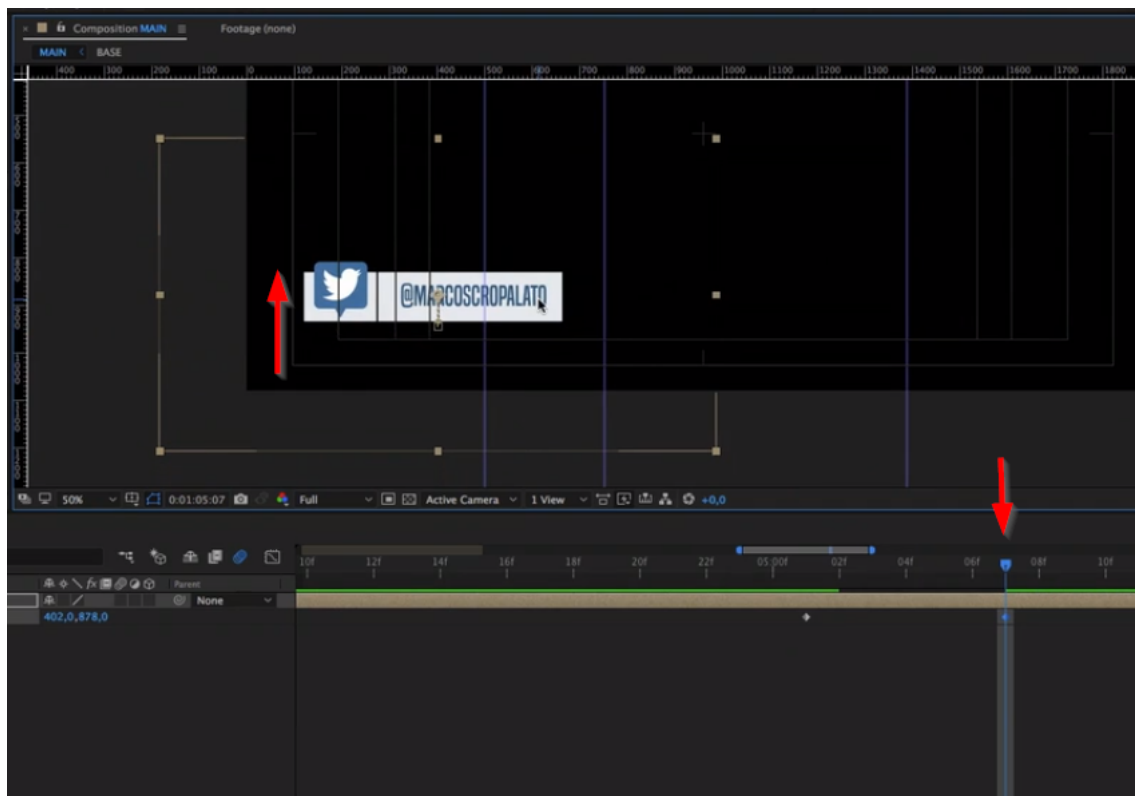 × Composition MAIN Footage (none)
MAIN < BASE
400 300 200 100 0 100 200 300 400 500 600 700 800 900 1000 1100 1200 1300 1400 1500 1600 1700 1800
@MARCOSCROPALATO
50% 0:01:05:07 Full Active Camera 1 View +0,0
10f 12f 14f 16f 18f 20f 22f 05:00f 02f 04f 06f 08f 10f
fx Parent
None
402,0,878,0